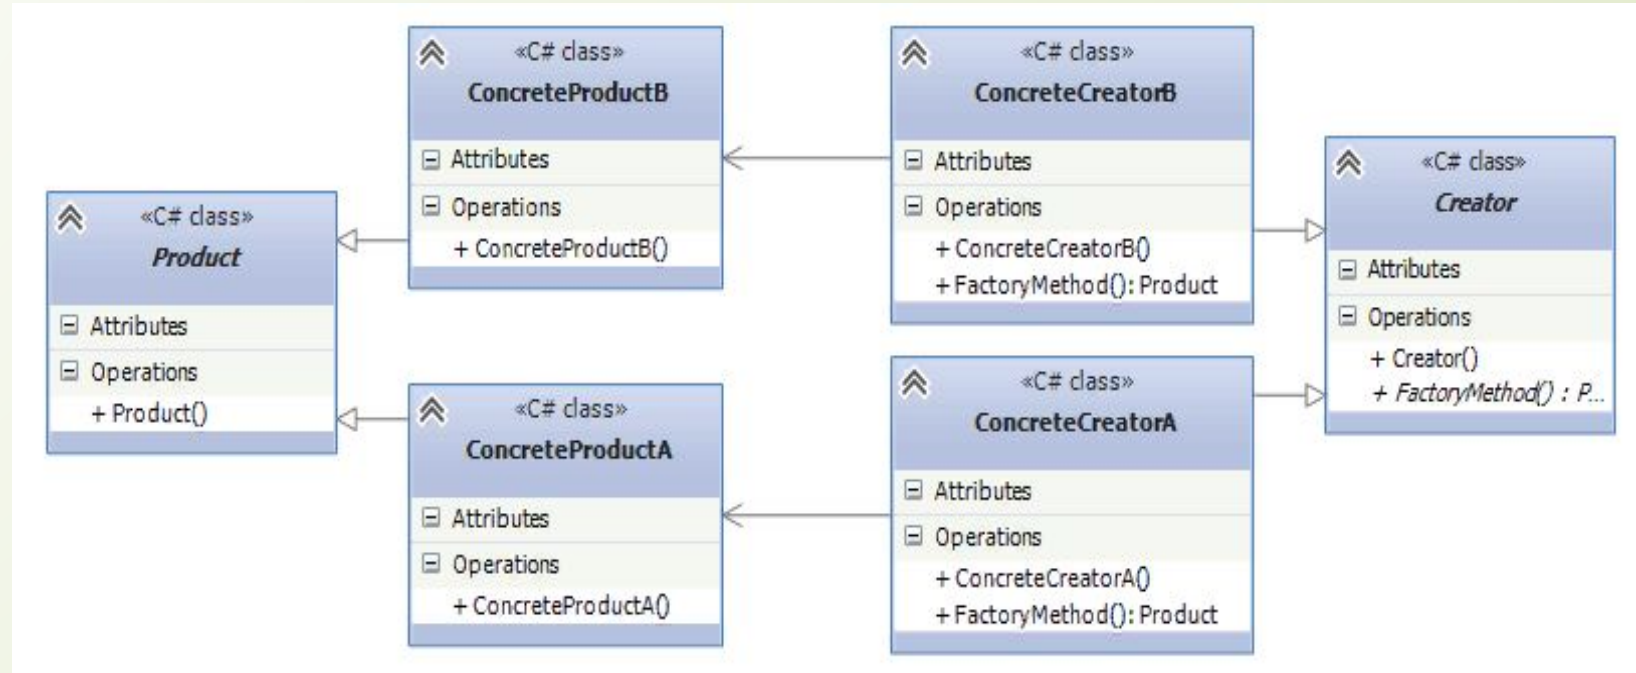 «C# class»
Product
Attributes
Operations
+ Product()
«C# class»
ConcreteProductB
Attributes
Operations
+ ConcreteProductB()
«C# class»
ConcreteProductA
Attributes
Operations
+ ConcreteProductA()
«C# class»
ConcreteCreatorB
Attributes
Operations
+ ConcreteCreatorB()
+ FactoryMethod(): Product
«C# class»
ConcreteCreatorA
Attributes
Operations
+ ConcreteCreatorA()
+ FactoryMethod(): Product
«C# class»
Creator
Attributes
Operations
+ Creator()
+ FactoryMethod() : P...